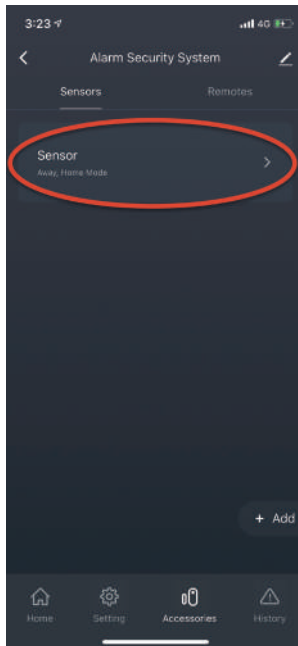 3:23
4G
Alarm Security System
Sensors Remotes
Sensor
Away, Home Mode
+ Add
Home Setting Accessories History